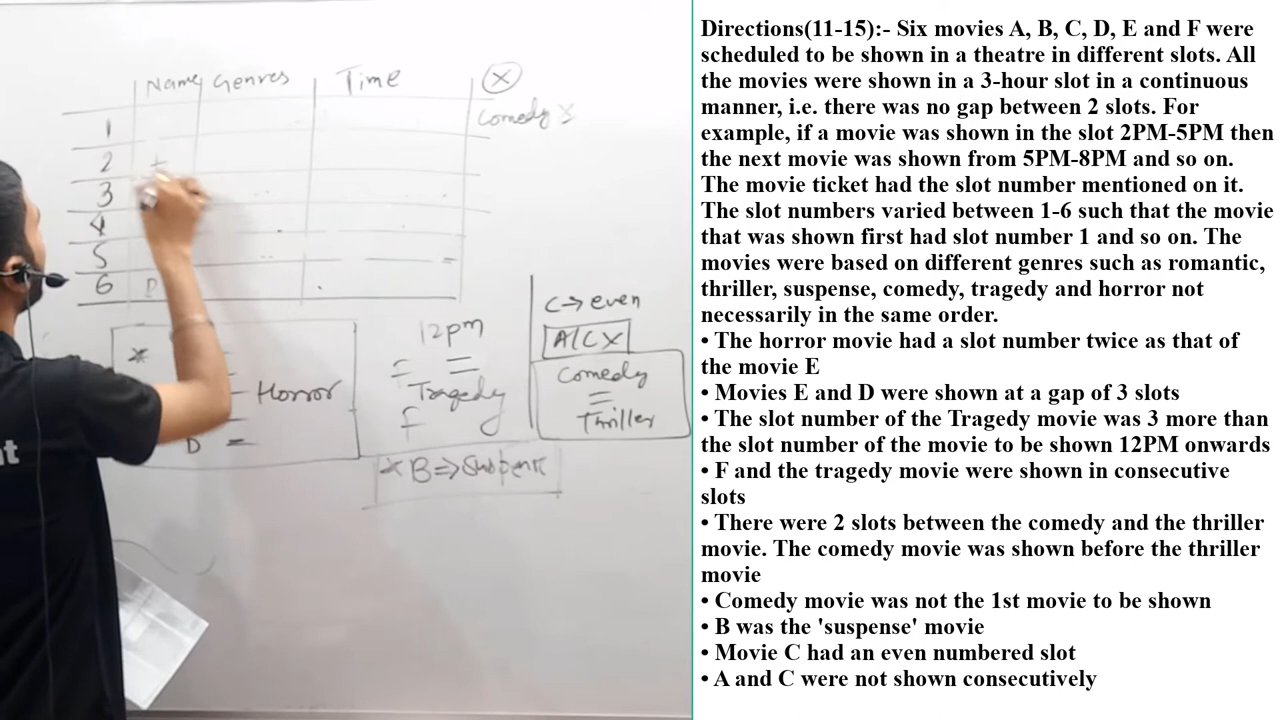 Name Genres Time X
Comedy X
1
2
3
4
5
6 D
Horror
D =
12pm
=
Tragedy
F
C → even
A/C X
Comedy
=
Thriller
* B ⇒ Suspense
nt
Directions(11-15):- Six movies A, B, C, D, E and F were
scheduled to be shown in a theatre in different slots. All
the movies were shown in a 3-hour slot in a continuous
manner, i.e. there was no gap between 2 slots. For
example, if a movie was shown in the slot 2PM-5PM then
the next movie was shown from 5PM-8PM and so on.
The movie ticket had the slot number mentioned on it.
The slot numbers varied between 1-6 such that the movie
that was shown first had slot number 1 and so on. The
movies were based on different genres such as romantic,
thriller, suspense, comedy, tragedy and horror not
necessarily in the same order.
• The horror movie had a slot number twice as that of
the movie E
• Movies E and D were shown at a gap of 3 slots
• The slot number of the Tragedy movie was 3 more than
the slot number of the movie to be shown 12PM onwards
• F and the tragedy movie were shown in consecutive
slots
• There were 2 slots between the comedy and the thriller
movie. The comedy movie was shown before the thriller
movie
• Comedy movie was not the 1st movie to be shown
• B was the 'suspense' movie
• Movie C had an even numbered slot
• A and C were not shown consecutively